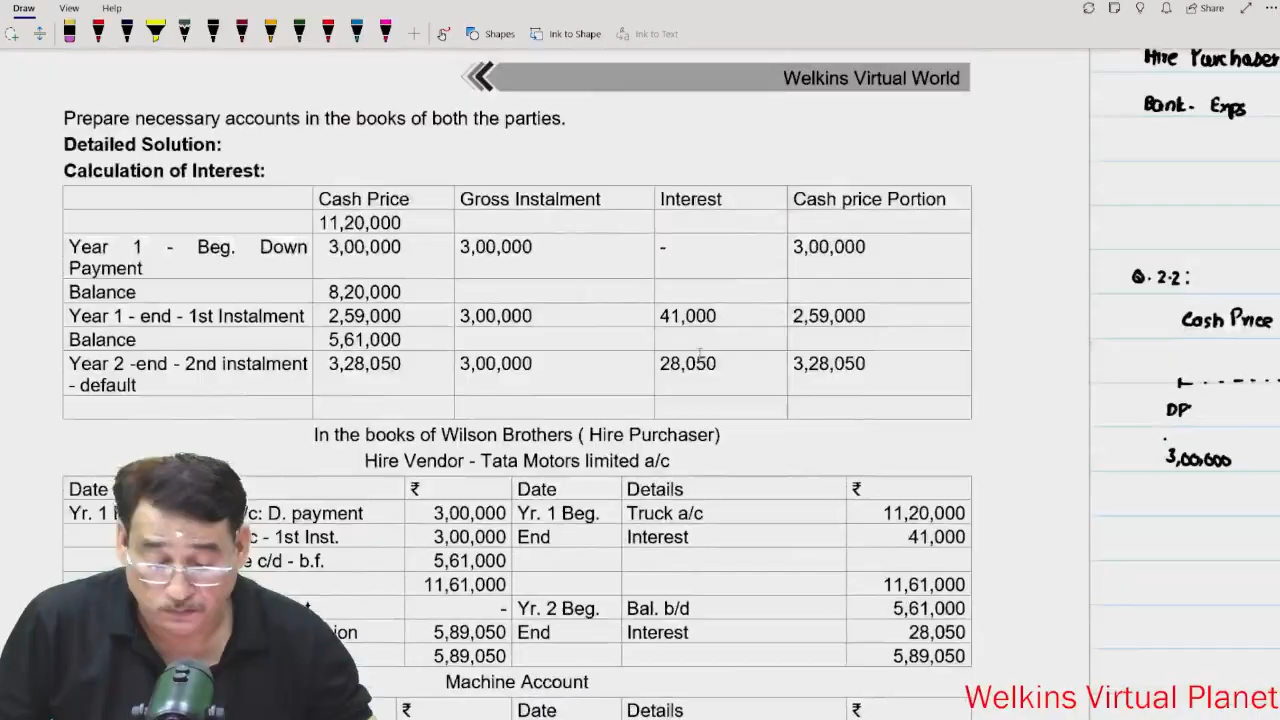 Draw View Help
Share
Shapes Ink to Shape Ink to Text
Welkins Virtual World
Hire Purchaser
Bank - Exps
Prepare necessary accounts in the books of both the parties.
Detailed Solution:
Calculation of Interest:
Cash Price Gross Instalment Interest Cash price Portion
11,20,000
Year 1 - Beg. Down 3,00,000 3,00,000 - 3,00,000
Payment
Balance 8,20,000
Year 1 - end - 1st Instalment 2,59,000 3,00,000 41,000 2,59,000
Balance 5,61,000
Year 2 -end - 2nd instalment 3,28,050 3,00,000 28,050 3,28,050
- default
Q. 22:
Cash Price
DP
3,00,000
In the books of Wilson Brothers ( Hire Purchaser)
Hire Vendor - Tata Motors limited a/c
Date ₹ Date Details ₹
Yr. 1 c: D. payment 3,00,000 Yr. 1 Beg. Truck a/c 11,20,000
c - 1st Inst. 3,00,000 End Interest 41,000
e c/d - b.f. 5,61,000
11,61,000 11,61,000
- Yr. 2 Beg. Bal. b/d 5,61,000
5,89,050 End Interest 28,050
5,89,050 5,89,050
Machine Account
₹ Date Details ₹
Welkins Virtual Planet